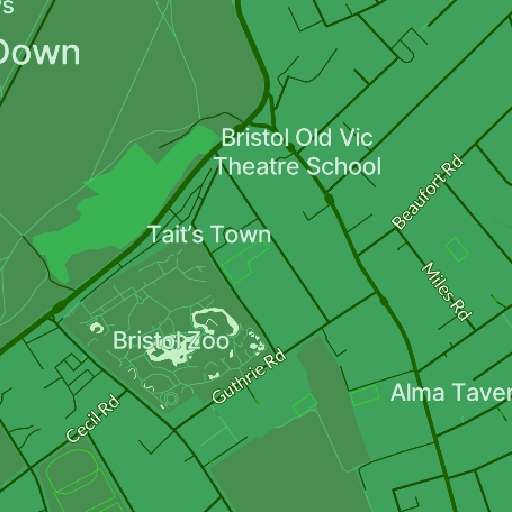 Down
Bristol Old Vic
Theatre School
Beaufort Rd
Tait's Town
Miles Rd
Bristol Zoo
Guthrie Rd
Alma Taver
Cecil Rd